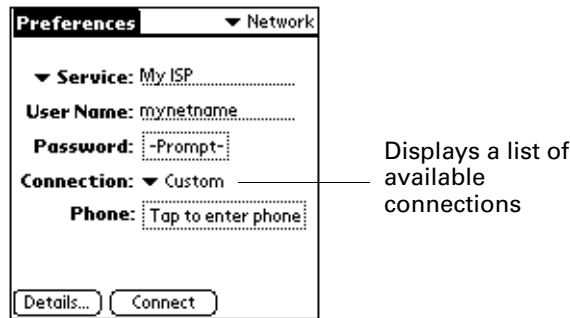 Preferences ▼ Network
▼ Service: My ISP
User Name: mynetname
Password: -Prompt-
Connection: ▼ Custom
Phone: Tap to enter phone
Details... Connect
Displays a list of
available
connections